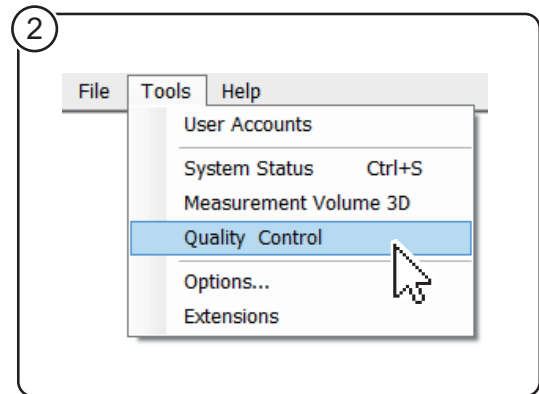 2
File Tools Help
User Accounts
System Status Ctrl+S
Measurement Volume 3D
Quality Control
Options...
Extensions